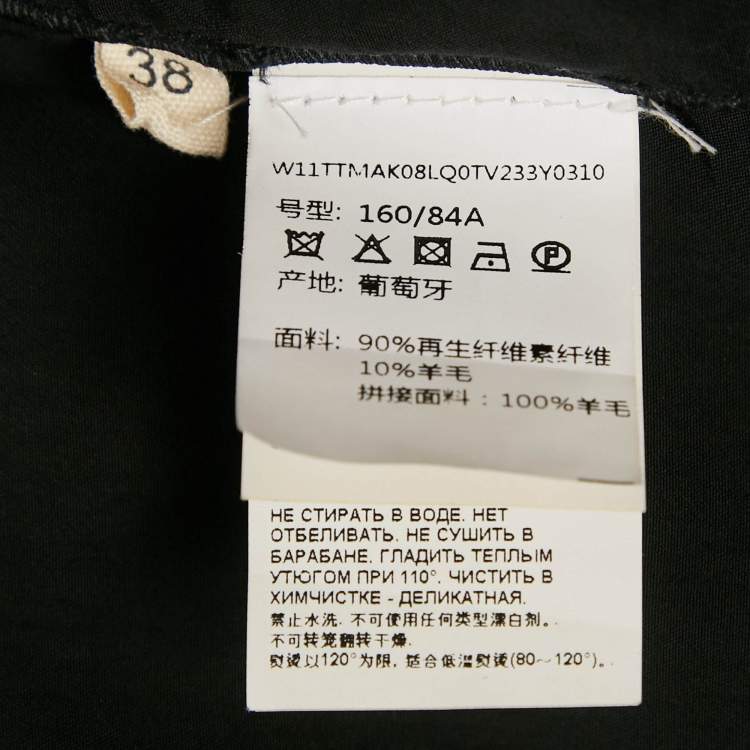 38
W11TTMAK08LQ0TV233Y0310
号型: 160/84A
P
产地: 葡萄牙
面料: 90%再生纤维素纤维
10%羊毛
拼接面料：100%羊毛
НЕ СТИРАТЬ В ВОДЕ. НЕТ
ОТБЕЛИВАТЬ. НЕ СУШИТЬ В
БАРАБАНЕ. ГЛАДИТЬ ТЕПЛЫМ
УТЮГОМ ПРИ 110°. ЧИСТИТЬ В
ХИМЧИСТКЕ - ДЕЛИКАТНАЯ.
禁止水洗. 不可使用任何类型漂白剂。
不可转笼翻转干燥.
熨烫以120°为限, 适合低温熨烫(80～120°)。